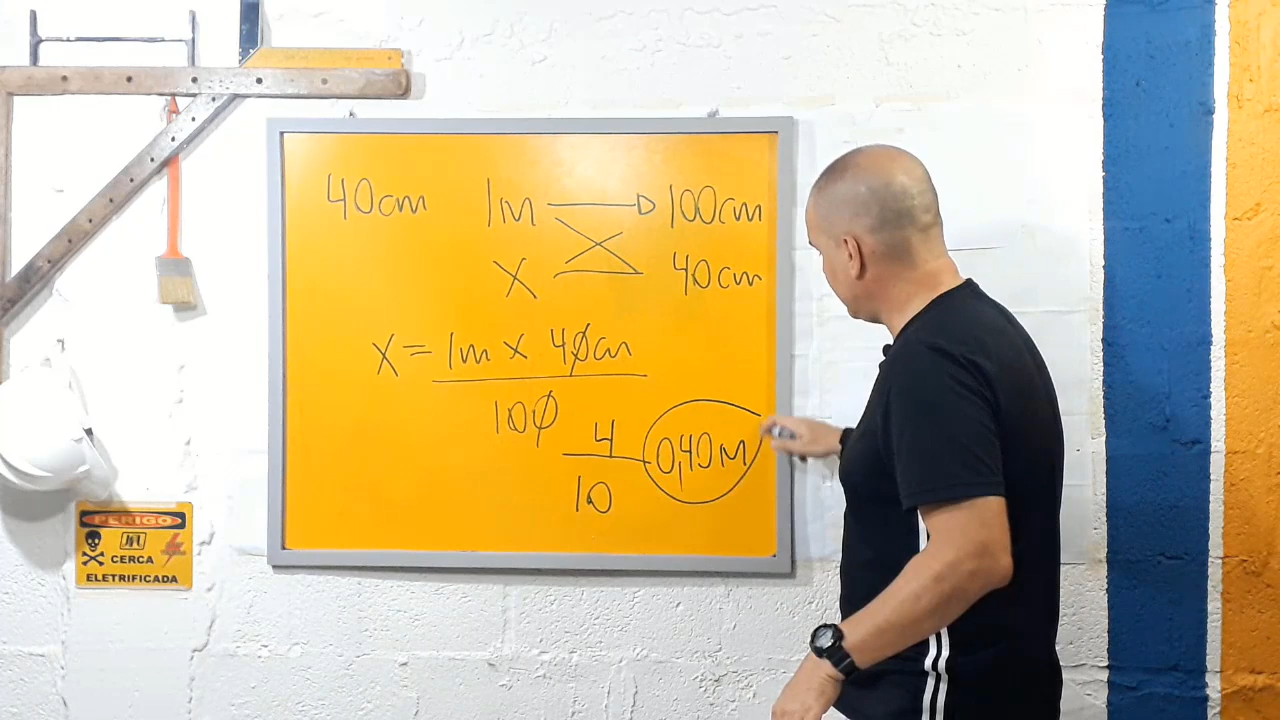 40cm 1m 100cm
x 40cm
x = 1m x 40cm
100
4
10
0,40m
PERIGO
CERCA
ELETRIFICADA